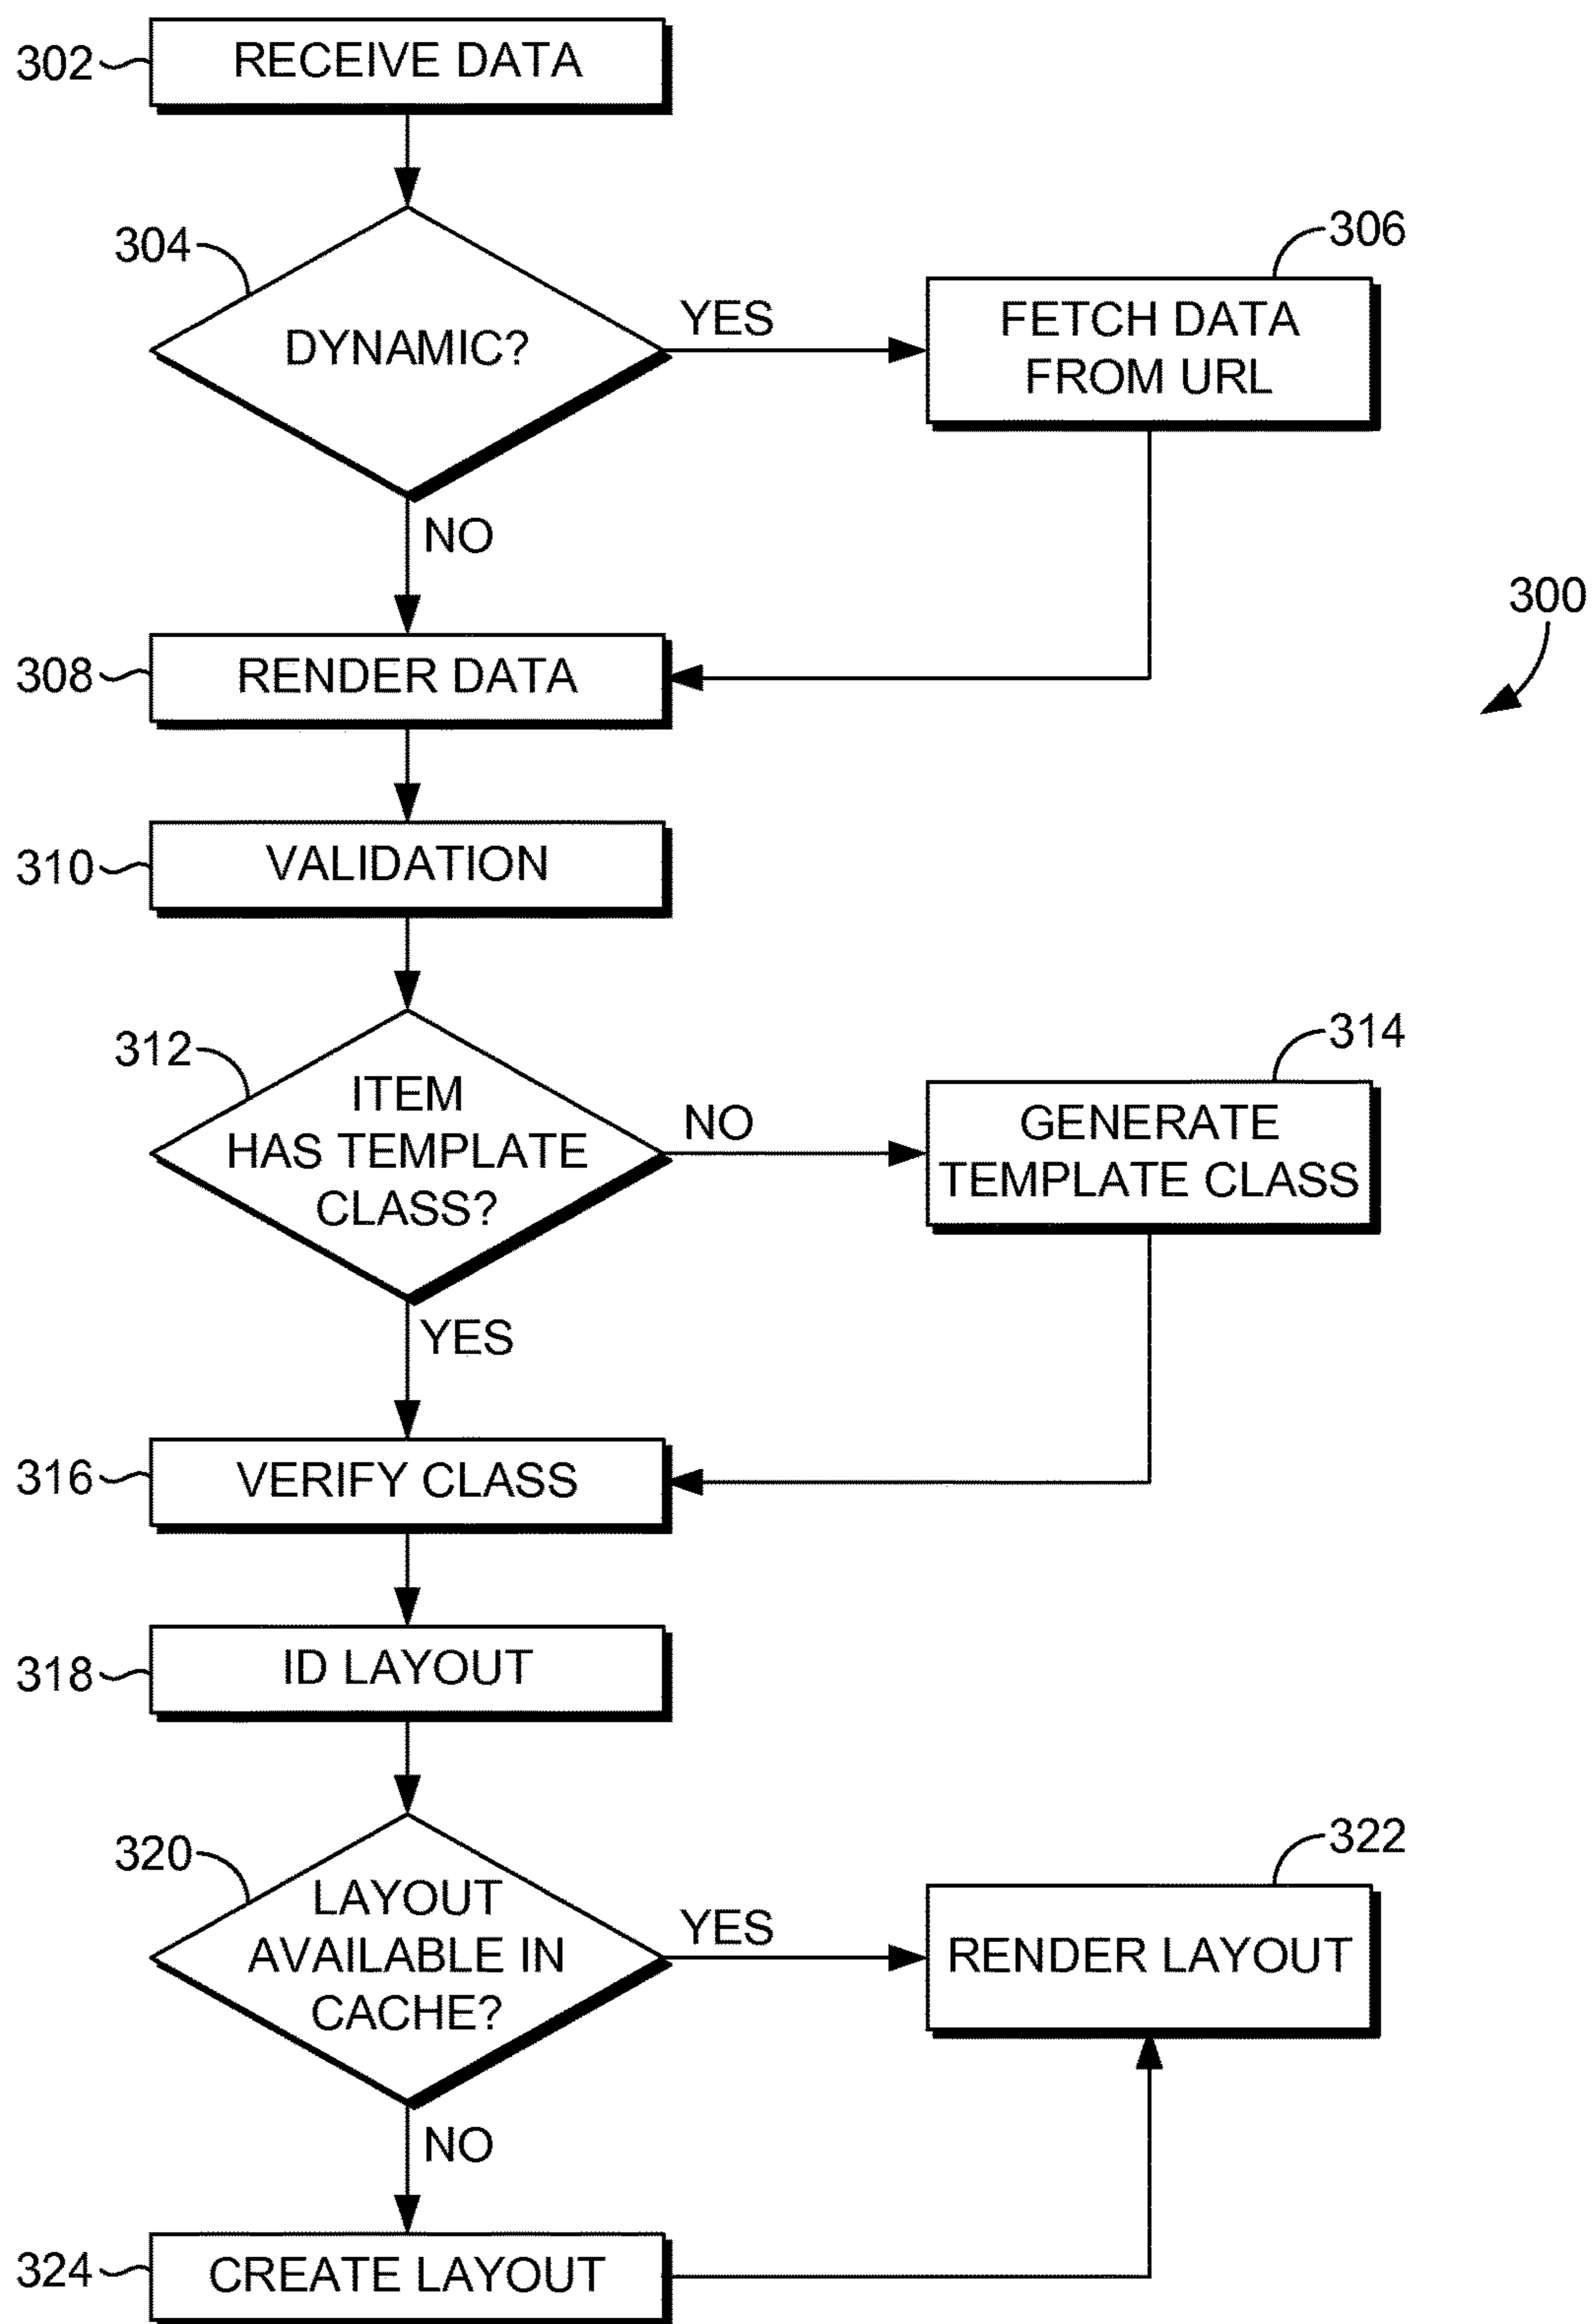 302
RECEIVE DATA
304
DYNAMIC?
YES
306
FETCH DATA
FROM URL
NO
300
308
RENDER DATA
310
VALIDATION
312
ITEM
HAS TEMPLATE
CLASS?
NO
314
GENERATE
TEMPLATE CLASS
YES
316
VERIFY CLASS
318
ID LAYOUT
320
LAYOUT
AVAILABLE IN
CACHE?
YES
322
RENDER LAYOUT
NO
324
CREATE LAYOUT